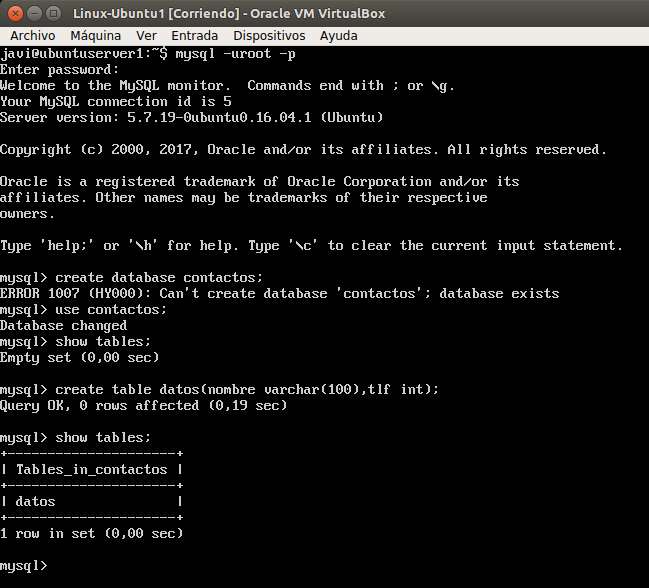 Linux-Ubuntu1 [Corriendo] - Oracle VM VirtualBox
Archivo Máquina Ver Entrada Dispositivos Ayuda
javi@ubuntuserver1:~$ mysql -uroot -p
Enter password:
Welcome to the MySQL monitor.  Commands end with ; or \g.
Your MySQL connection id is 5
Server version: 5.7.19-0ubuntu0.16.04.1 (Ubuntu)

Copyright (c) 2000, 2017, Oracle and/or its affiliates. All rights reserved.

Oracle is a registered trademark of Oracle Corporation and/or its
affiliates. Other names may be trademarks of their respective
owners.

Type 'help;' or '\h' for help. Type '\c' to clear the current input statement.

mysql> create database contactos;
ERROR 1007 (HY000): Can't create database 'contactos'; database exists
mysql> use contactos;
Database changed
mysql> show tables;
Empty set (0,00 sec)

mysql> create table datos(nombre varchar(100),tlf int);
Query OK, 0 rows affected (0,19 sec)

mysql> show tables;
+---------------------+
| Tables_in_contactos |
+---------------------+
| datos               |
+---------------------+
1 row in set (0,00 sec)

mysql>